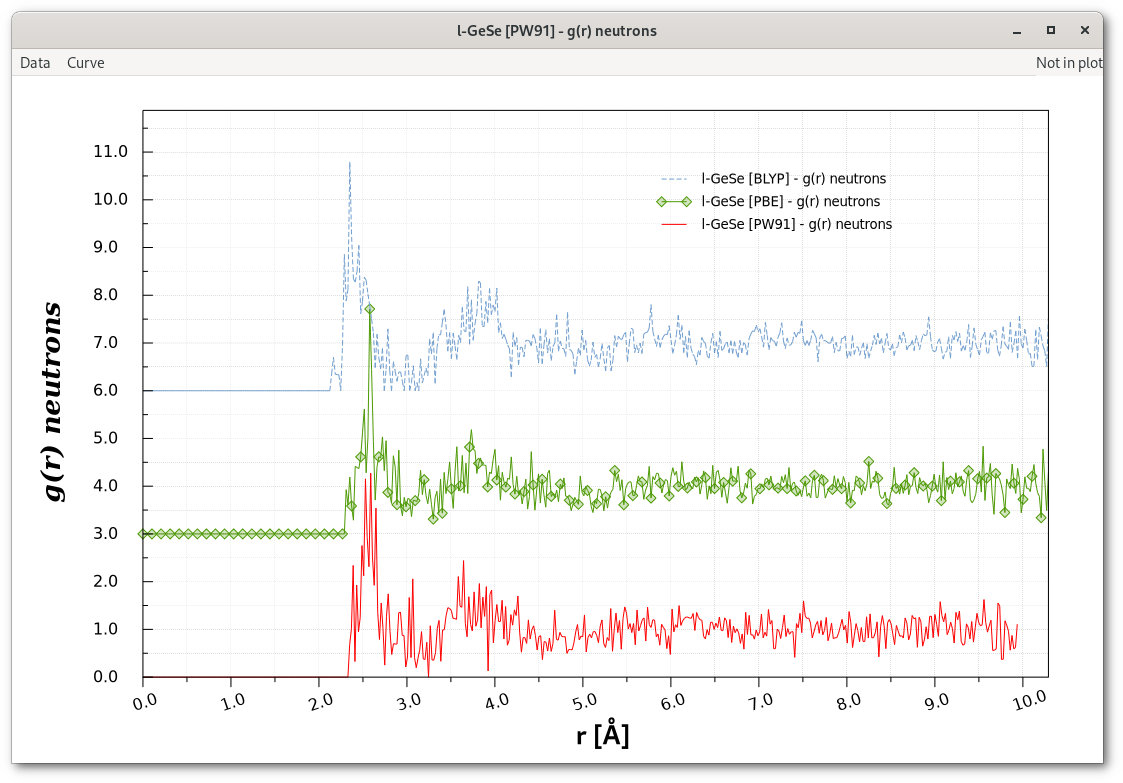 l-GeSe [PW91] - g(r) neutrons
Data Curve Not in plot
11.0
10.0
9.0
8.0
7.0
6.0
5.0
4.0
3.0
2.0
1.0
0.0
g(r) neutrons
l-GeSe [BLYP] - g(r) neutrons
l-GeSe [PBE] - g(r) neutrons
l-GeSe [PW91] - g(r) neutrons
0.0 1.0 2.0 3.0 4.0 5.0 6.0 7.0 8.0 9.0 10.0
r [Å]